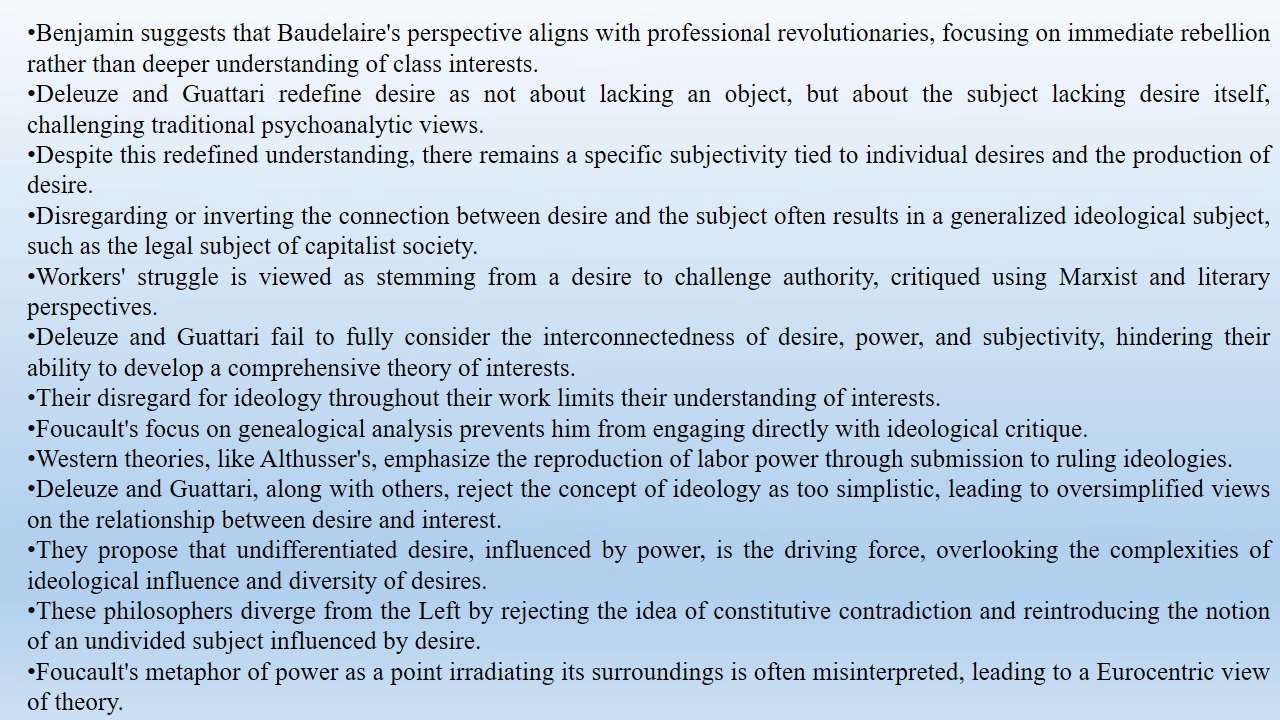 •Benjamin suggests that Baudelaire's perspective aligns with professional revolutionaries, focusing on immediate rebellion
rather than deeper understanding of class interests.
•Deleuze and Guattari redefine desire as not about lacking an object, but about the subject lacking desire itself,
challenging traditional psychoanalytic views.
•Despite this redefined understanding, there remains a specific subjectivity tied to individual desires and the production of
desire.
•Disregarding or inverting the connection between desire and the subject often results in a generalized ideological subject,
such as the legal subject of capitalist society.
•Workers' struggle is viewed as stemming from a desire to challenge authority, critiqued using Marxist and literary
perspectives.
•Deleuze and Guattari fail to fully consider the interconnectedness of desire, power, and subjectivity, hindering their
ability to develop a comprehensive theory of interests.
•Their disregard for ideology throughout their work limits their understanding of interests.
•Foucault's focus on genealogical analysis prevents him from engaging directly with ideological critique.
•Western theories, like Althusser's, emphasize the reproduction of labor power through submission to ruling ideologies.
•Deleuze and Guattari, along with others, reject the concept of ideology as too simplistic, leading to oversimplified views
on the relationship between desire and interest.
•They propose that undifferentiated desire, influenced by power, is the driving force, overlooking the complexities of
ideological influence and diversity of desires.
•These philosophers diverge from the Left by rejecting the idea of constitutive contradiction and reintroducing the notion
of an undivided subject influenced by desire.
•Foucault's metaphor of power as a point irradiating its surroundings is often misinterpreted, leading to a Eurocentric view
of theory.